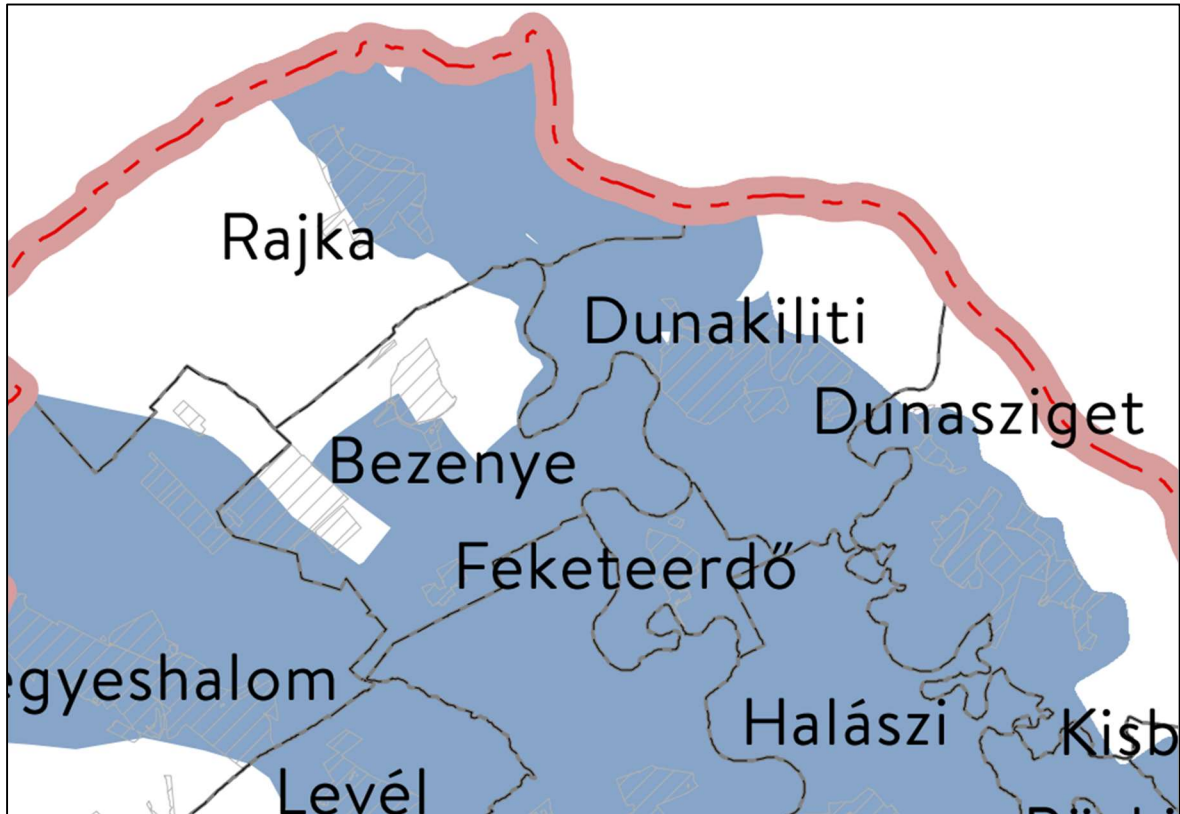 Rajka
Dunakiliti
Dunasziget
Bezenye
Feketeerdő
egyeshalom
Halászi
Kisb
Levél